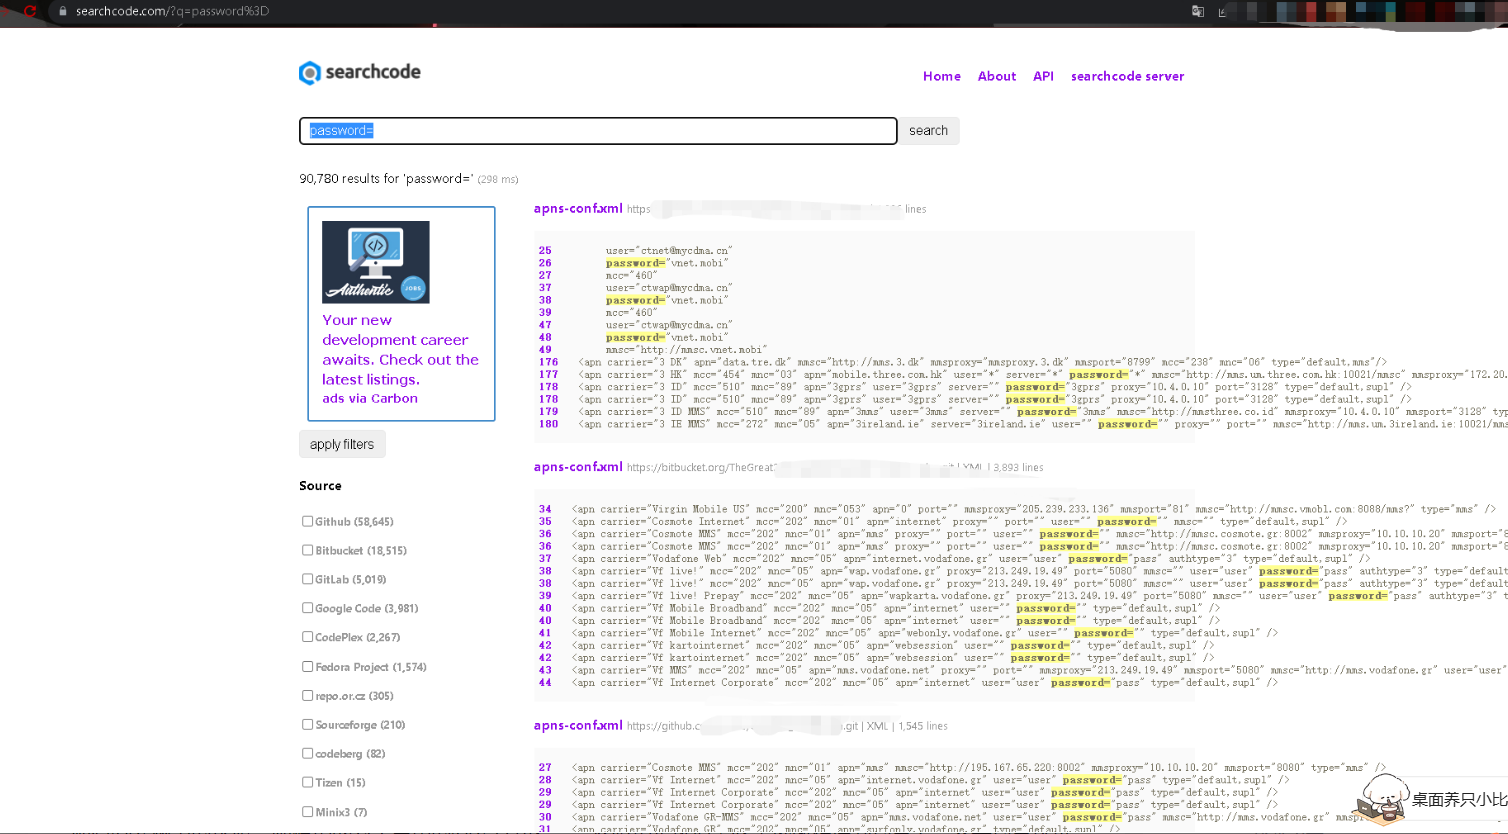 searchcode.com/?q=password%3D
searchcode
Home About API searchcode server
password=
search
90,780 results for 'password=' (298 ms)
Authentic JOBS
Your new
development career
awaits. Check out the
latest listings.
ads via Carbon
apply filters
Source
Github (58,645)
Bitbucket (18,515)
GitLab (5,019)
Google Code (3,981)
CodePlex (2,267)
Fedora Project (1,574)
repo.or.cz (305)
Sourceforge (210)
codeberg (82)
Tizen (15)
Minix3 (7)
apns-conf.xml https lines
25 user="ctnet@mycdma.cn"
26 password="vnet.mobi"
27 mcc="460"
37 user="ctwap@mycdma.cn"
38 password="vnet.mobi"
39 mcc="460"
47 user="ctwap@mycdma.cn"
48 password="vnet.mobi"
49 mmsc="http://mmsc.vnet.mobi"
176 <apn carrier="3 DK" apn="data.tre.dk" mmsc="http://mms.3.dk" mmsproxy="mmsproxy.3.dk" mmsport="8799" mcc="238" mnc="06" type="default,mms"/>
177 <apn carrier="3 HK" mcc="454" mnc="03" apn="mobile.three.com.hk" user="*" server="*" password="*" mmsc="http://mms.um.three.com.hk:10021/mmsc" mmsproxy="172.20.
178 <apn carrier="3 ID" mcc="510" mnc="89" apn="3gprs" user="3gprs" server="" password="3gprs" proxy="10.4.0.10" port="3128" type="default,supl" />
178 <apn carrier="3 ID" mcc="510" mnc="89" apn="3gprs" user="3gprs" server="" password="3gprs" proxy="10.4.0.10" port="3128" type="default,supl" />
179 <apn carrier="3 ID MMS" mcc="510" mnc="89" apn="3mms" user="3mms" server="" password="3mms" mmsc="http://mmsthree.co.id" mmsproxy="10.4.0.10" mmsport="3128" ty
180 <apn carrier="3 IE MMS" mcc="272" mnc="05" apn="3ireland.ie" server="3ireland.ie" user="" password="" proxy="" port="" mmsc="http://mms.um.3ireland.ie:10021/mms
apns-conf.xml https://bitbucket.org/TheGreat .git | XML | 3,893 lines
34 <apn carrier="Virgin Mobile US" mcc="200" mnc="053" apn="0" port="" mmsproxy="205.239.233.136" mmsport="81" mmsc="http://mmsc.vmobl.com:8088/mms?" type="mms" />
35 <apn carrier="Cosmote Internet" mcc="202" mnc="01" apn="internet" proxy="" port="" user="" password="" mmsc="" type="default,supl" />
36 <apn carrier="Cosmote MMS" mcc="202" mnc="01" apn="mms" proxy="" port="" user="" password="" mmsc="http://mmsc.cosmote.gr:8002" mmsproxy="10.10.10.20" mmsport="8
36 <apn carrier="Cosmote MMS" mcc="202" mnc="01" apn="mms" proxy="" port="" user="" password="" mmsc="http://mmsc.cosmote.gr:8002" mmsproxy="10.10.10.20" mmsport="8
37 <apn carrier="Vodafone Web" mcc="202" mnc="05" apn="internet.vodafone.gr" user="user" password="pass" authtype="3" type="default,supl" />
38 <apn carrier="Vf live!" mcc="202" mnc="05" apn="wap.vodafone.gr" proxy="213.249.19.49" port="5080" mmsc="" user="user" password="pass" authtype="3" type="default
38 <apn carrier="Vf live!" mcc="202" mnc="05" apn="wap.vodafone.gr" proxy="213.249.19.49" port="5080" mmsc="" user="user" password="pass" authtype="3" type="default
39 <apn carrier="Vf live! Prepay" mcc="202" mnc="05" apn="wapkarta.vodafone.gr" proxy="213.249.19.49" port="5080" mmsc="" user="user" password="pass" authtype="3" t
40 <apn carrier="Vf Mobile Broadband" mcc="202" mnc="05" apn="internet" user="" password="" type="default,supl" />
40 <apn carrier="Vf Mobile Broadband" mcc="202" mnc="05" apn="internet" user="" password="" type="default,supl" />
41 <apn carrier="Vf Mobile Internet" mcc="202" mnc="05" apn="webonly.vodafone.gr" user="" password="" type="default,supl" />
42 <apn carrier="Vf kartointernet" mcc="202" mnc="05" apn="websession" user="" password="" type="default,supl" />
42 <apn carrier="Vf kartointernet" mcc="202" mnc="05" apn="websession" user="" password="" type="default,supl" />
43 <apn carrier="Vf MMS" mcc="202" mnc="05" apn="mms.vodafone.net" proxy="" port="" mmsproxy="213.249.19.49" mmsport="5080" mmsc="http://mms.vodafone.gr" user="user"
44 <apn carrier="Vf Internet Corporate" mcc="202" mnc="05" apn="internet" user="user" password="pass" type="default,supl" />
apns-conf.xml https://github.c .git | XML | 1,545 lines
27 <apn carrier="Cosmote MMS" mcc="202" mnc="01" apn="mms" mmsc="http://195.167.65.220:8002" mmsproxy="10.10.10.20" mmsport="8080" type="mms" />
28 <apn carrier="Vf Internet" mcc="202" mnc="05" apn="internet.vodafone.gr" user="user" password="pass" type="default,supl" />
29 <apn carrier="Vf Internet Corporate" mcc="202" mnc="05" apn="internet" user="user" password="pass" type="default,supl" />
29 <apn carrier="Vf Internet Corporate" mcc="202" mnc="05" apn="internet" user="user" password="pass" type="default,supl" />
30 <apn carrier="Vodafone GR-MMS" mcc="202" mnc="05" apn="mms.vodafone.net" user="user" password="pass"
31 <apn carrier="Vodafone GR" mcc="202" mnc="05" apn="surfonly.vodafone.gr" type="default,supl" />
桌面养只小比